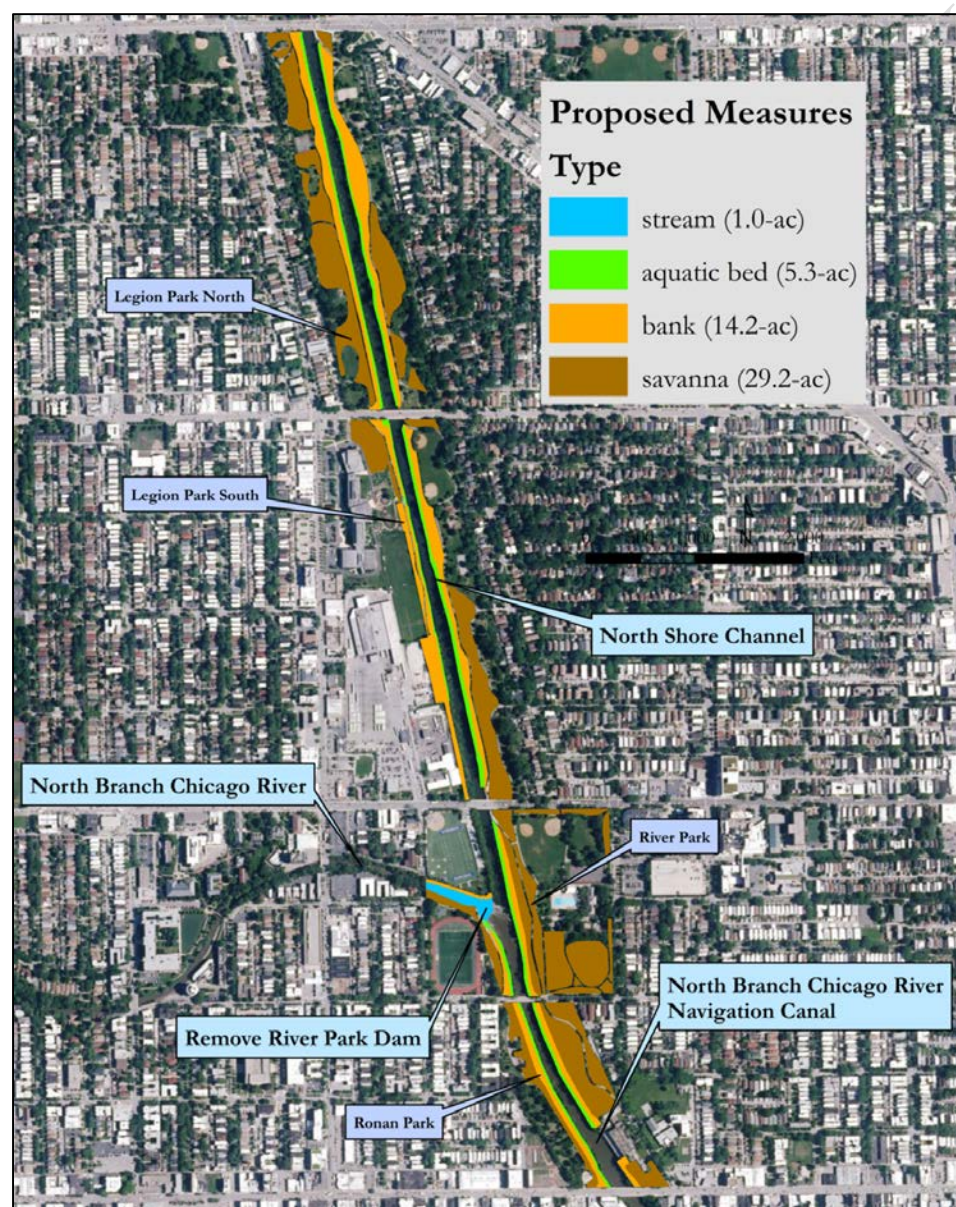 Proposed Measures
Type
stream (1.0-ac)
aquatic bed (5.3-ac)
bank (14.2-ac)
savanna (29.2-ac)
Legion Park North
Legion Park South
North Shore Channel
North Branch Chicago River
River Park
North Branch Chicago River
Navigation Canal
Remove River Park Dam
Ronan Park